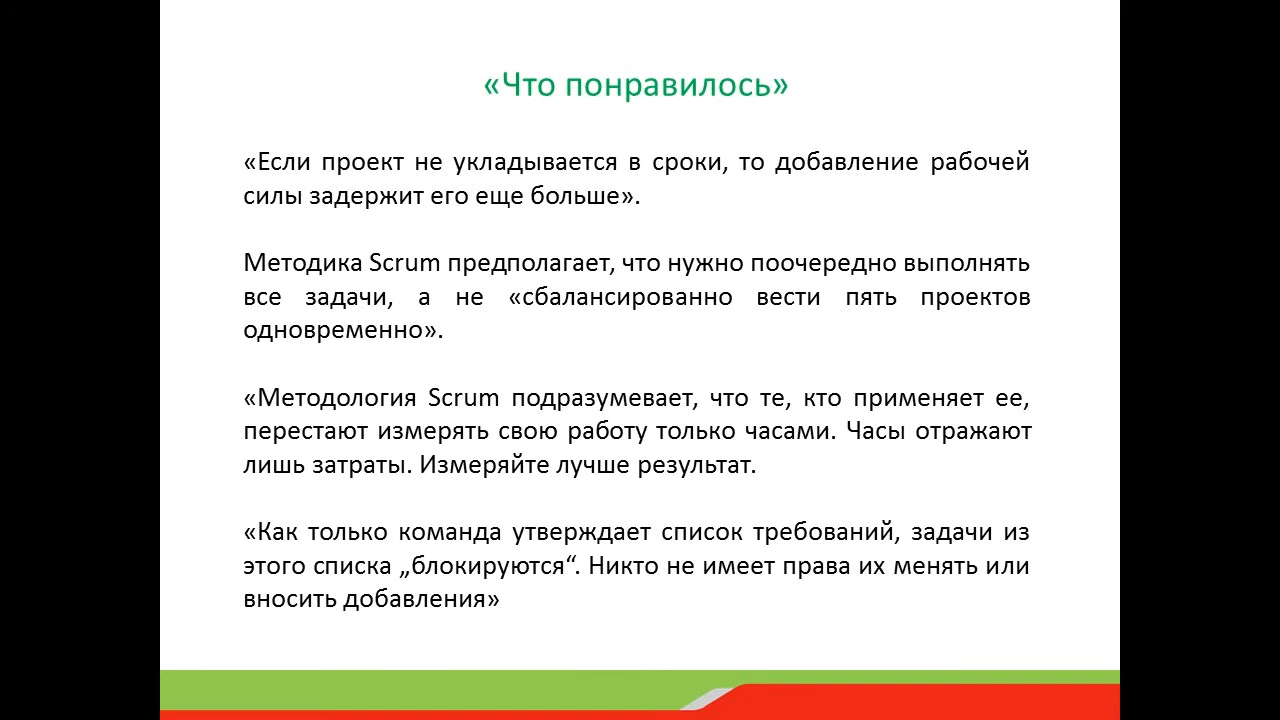 «Что понравилось»
«Если проект не укладывается в сроки, то добавление рабочей
силы задержит его еще больше».
Методика Scrum предполагает, что нужно поочередно выполнять
все задачи, а не «сбалансированно вести пять проектов
одновременно».
«Методология Scrum подразумевает, что те, кто применяет ее,
перестают измерять свою работу только часами. Часы отражают
лишь затраты. Измеряйте лучше результат.
«Как только команда утверждает список требований, задачи из
этого списка „блокируются“. Никто не имеет права их менять или
вносить добавления»